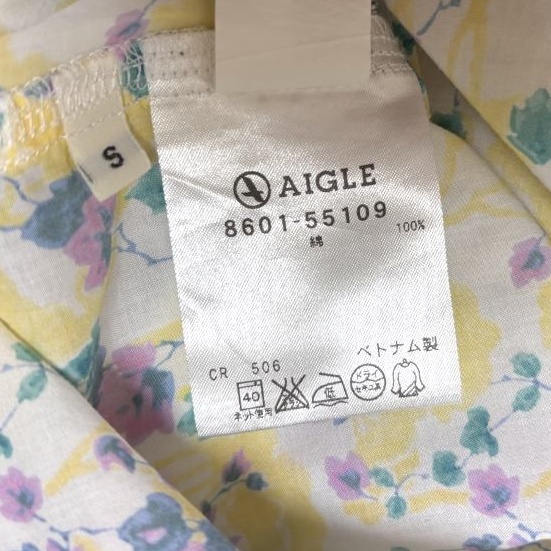 S
AIGLE
8601-55109
綿 100%
ベトナム製
CR 506
40
ネット使用
低
ドライ
セキユ系